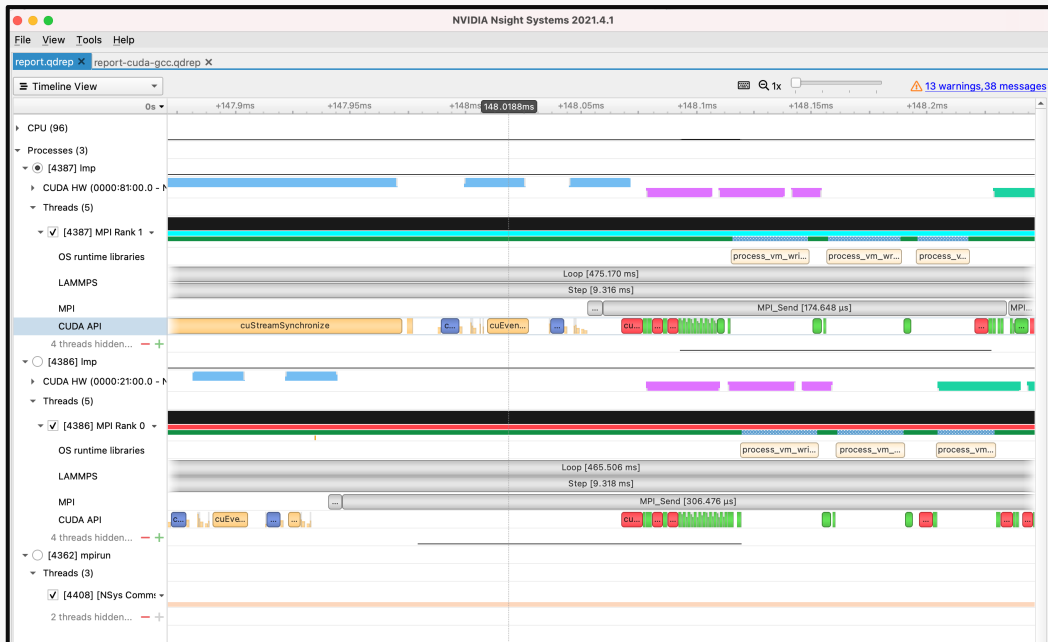 NVIDIA Nsight Systems 2021.4.1
File View Tools Help
report.qdrep × report-cuda-gcc.qdrep ×
Timeline View 1x 13 warnings, 38 messages
0s +147.9ms +147.95ms +148ms 148.0188ms +148.05ms +148.1ms +148.15ms +148.2ms
CPU (96)
Processes (3)
[4387] lmp
CUDA HW (0000:81:00.0 - N
Threads (5)
[4387] MPI Rank 1
OS runtime libraries process_vm_wri... process_vm_wr... process_v...
Loop [475.170 ms]
LAMMPS
Step [9.316 ms]
MPI ... MPI_Send [174.648 µs] MPI...
CUDA API cuStreamSynchronize c... cuEven... ... cu... ... ... ... ...
4 threads hidden... − +
[4386] lmp
CUDA HW (0000:21:00.0 - N
Threads (5)
[4386] MPI Rank 0
OS runtime libraries process_vm_wri... process_vm_... process_vm...
Loop [465.506 ms]
LAMMPS
Step [9.318 ms]
MPI ... MPI_Send [306.476 µs]
CUDA API c... cuEve... ... ... cu... ... ... ... ... ...
4 threads hidden... − +
[4362] mpirun
Threads (3)
[4408] [NSys Comms
2 threads hidden... − +